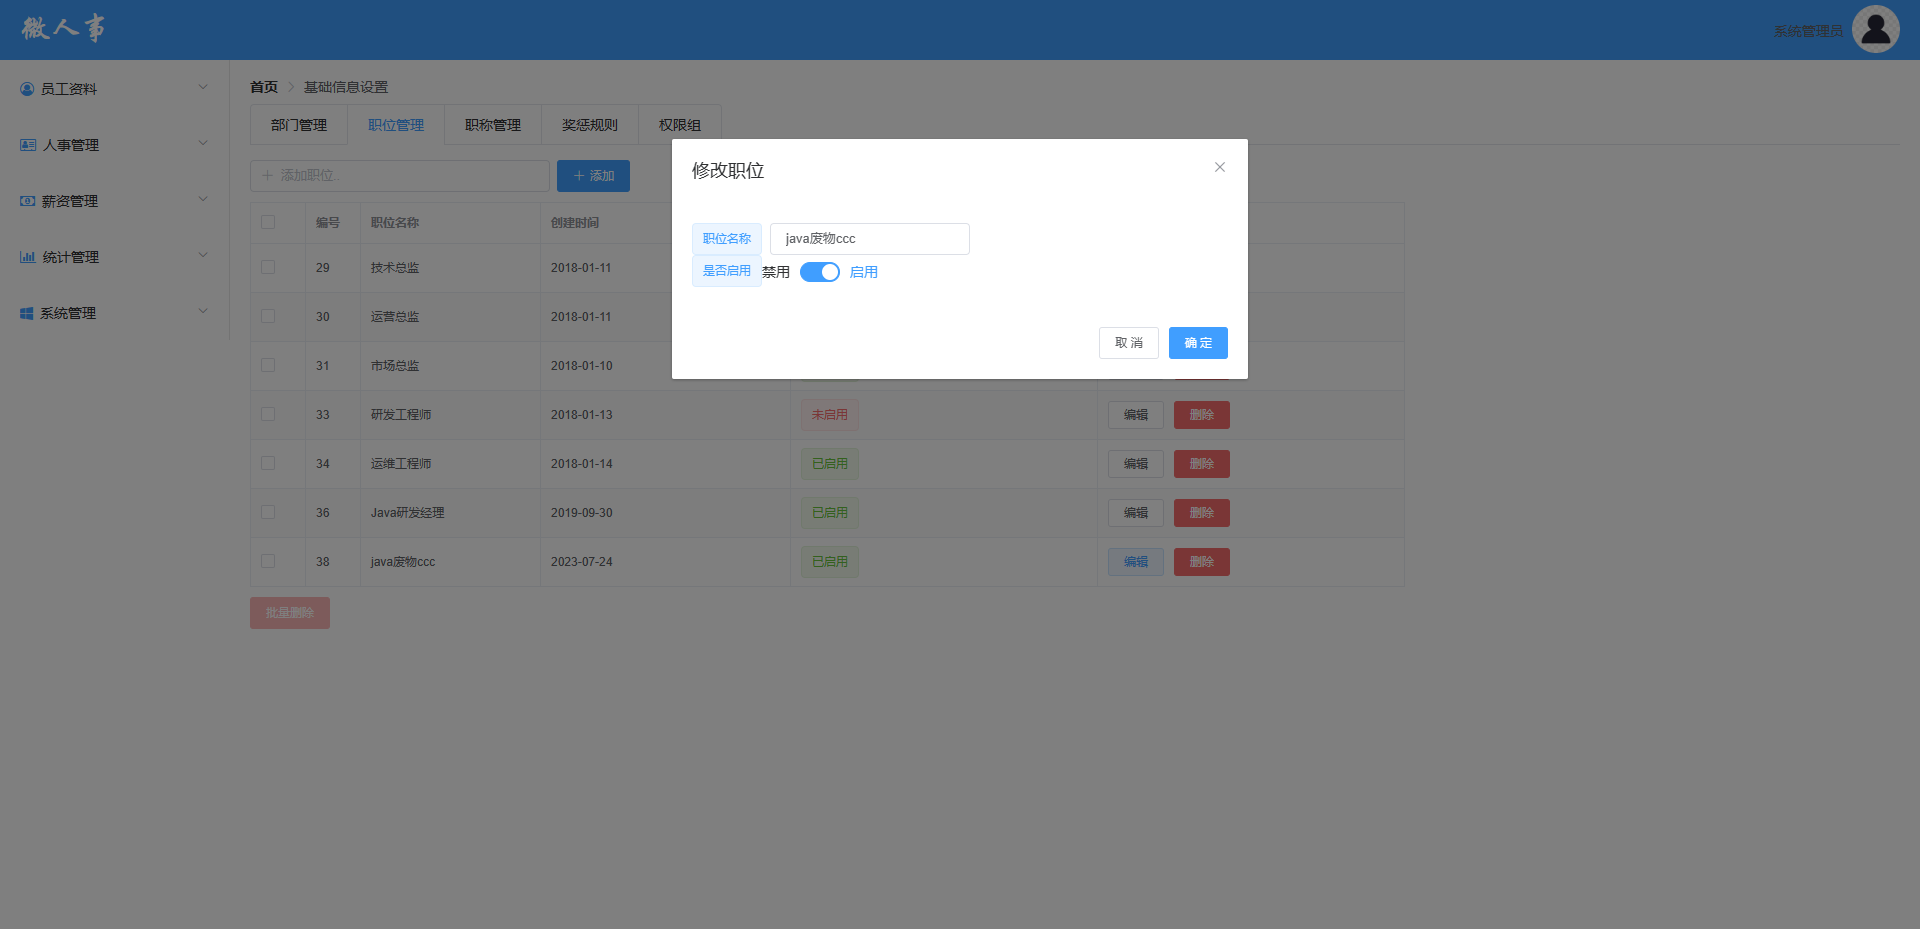 微人事
系统管理员
员工资料
人事管理
薪资管理
统计管理
系统管理
首页 基础信息设置
部门管理 职位管理 职称管理 奖惩规则 权限组
添加职位..
添加
编号 职位名称 创建时间
29 技术总监 2018-01-11
30 运营总监 2018-01-11
31 市场总监 2018-01-10
33 研发工程师 2018-01-13 未启用 编辑 删除
34 运维工程师 2018-01-14 已启用 编辑 删除
36 Java研发经理 2019-09-30 已启用 编辑 删除
38 java废物ccc 2023-07-24 已启用 编辑 删除
批量删除
修改职位
职位名称 java废物ccc
是否启用 禁用 启用
取 消 确 定